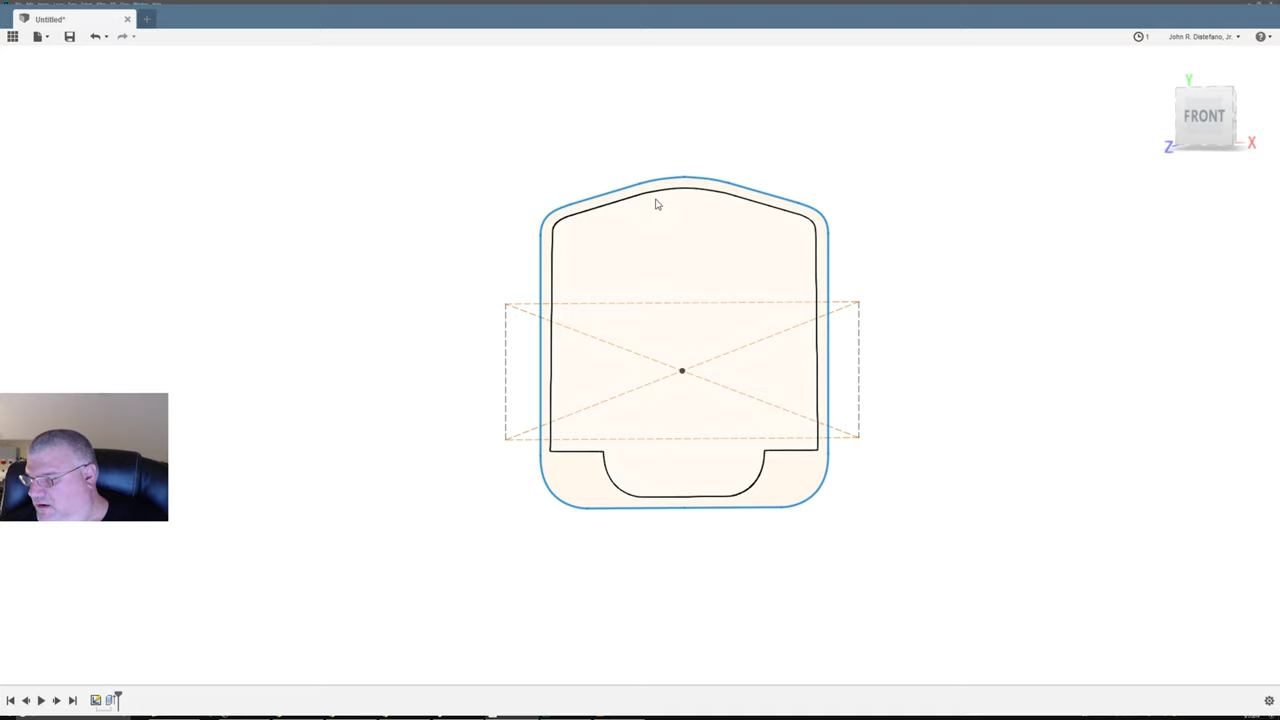 Untitled*
1
John R. Distefano, Jr.
Y
FRONT
Z
X